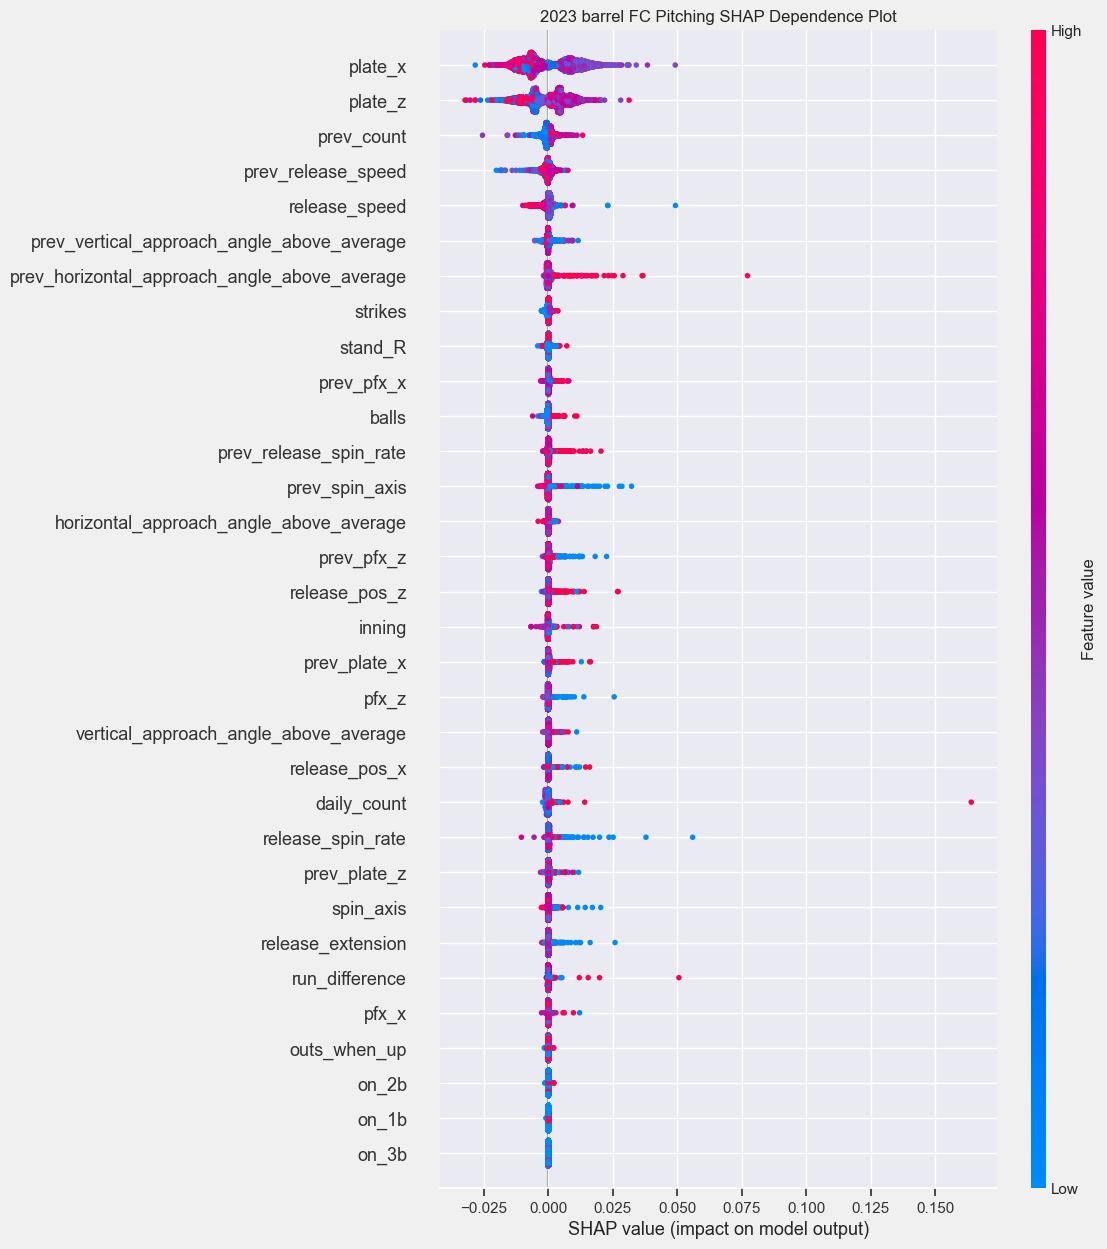 2023 barrel FC Pitching SHAP Dependence Plot
High
plate_x
plate_z
prev_count
prev_release_speed
release_speed
prev_vertical_approach_angle_above_average
prev_horizontal_approach_angle_above_average
strikes
stand_R
prev_pfx_x
balls
prev_release_spin_rate
prev_spin_axis
horizontal_approach_angle_above_average
prev_pfx_z
release_pos_z
inning
prev_plate_x
pfx_z
vertical_approach_angle_above_average
release_pos_x
daily_count
release_spin_rate
prev_plate_z
spin_axis
release_extension
run_difference
pfx_x
outs_when_up
on_2b
on_1b
on_3b
Feature value
Low
−0.025 0.000 0.025 0.050 0.075 0.100 0.125 0.150
SHAP value (impact on model output)